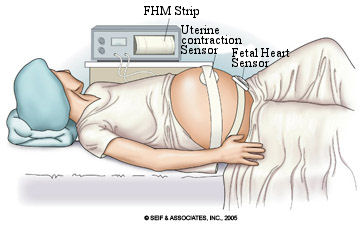 FHM Strip
Uterine
contraction
Sensor
Fetal Heart
Sensor
© SEIF & ASSOCIATES, INC., 2005